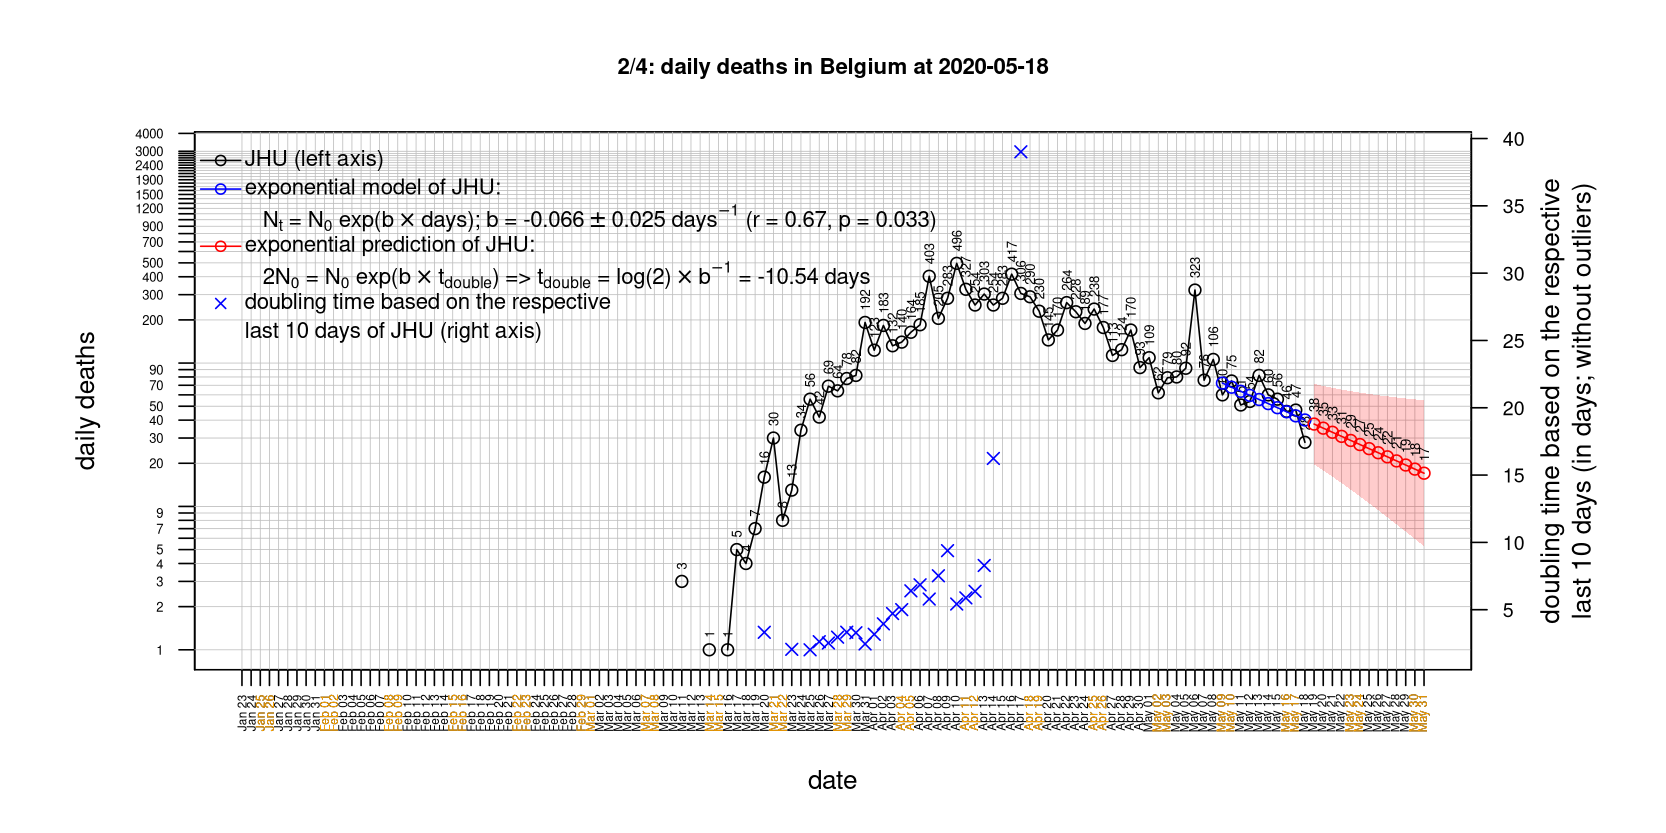 2/4: daily deaths in Belgium at 2020-05-18
JHU (left axis)
exponential model of JHU:
Nt = N0 exp(b × days); b = -0.066 ± 0.025 days−1 (r = 0.67, p = 0.033)
exponential prediction of JHU:
2N0 = N0 exp(b × tdouble) => tdouble = log(2) × b−1 = -10.54 days
doubling time based on the respective
last 10 days of JHU (right axis)
daily deaths
4000
3000
2400
1900
1500
1200
900
700
500
400
300
200
90
70
50
40
30
20
9
7
5
4
3
2
1
3 1 1 5 4 7 16 30 8 13 34 56 42 69 64 78 82 192 123 183 132 140 164 185 403 205 283 496 327 254 303 254 283 417 306 290 230 145 170 264 228 189 238 177 113 124 170 93 109 62 79 80 92 323 76 106 60 75 54 82 60 56 46 47
38 35 33 31 29 27 25 24 22 21 19 18 17
40
35
30
25
20
15
10
5
doubling time based on the respective
last 10 days (in days; without outliers)
Jan 23 Jan 24 Jan 25 Jan 26 Jan 27 Jan 28 Jan 29 Jan 30 Jan 31 Feb 01 Feb 02 Feb 03 Feb 04 Feb 05 Feb 06 Feb 07 Feb 08 Feb 09 Feb 10 Feb 11 Feb 12 Feb 13 Feb 14 Feb 15 Feb 16 Feb 17 Feb 18 Feb 19 Feb 20 Feb 21 Feb 22 Feb 23 Feb 24 Feb 25 Feb 26 Feb 27 Feb 28 Feb 29 Mar 01 Mar 02 Mar 03 Mar 04 Mar 05 Mar 06 Mar 07 Mar 08 Mar 09 Mar 10 Mar 11 Mar 12 Mar 13 Mar 14 Mar 15 Mar 16 Mar 17 Mar 18 Mar 19 Mar 20 Mar 21 Mar 22 Mar 23 Mar 24 Mar 25 Mar 26 Mar 27 Mar 28 Mar 29 Mar 30 Mar 31 Apr 01 Apr 02 Apr 03 Apr 04 Apr 05 Apr 06 Apr 07 Apr 08 Apr 09 Apr 10 Apr 11 Apr 12 Apr 13 Apr 14 Apr 15 Apr 16 Apr 17 Apr 18 Apr 19 Apr 20 Apr 21 Apr 22 Apr 23 Apr 24 Apr 25 Apr 26 Apr 27 Apr 28 Apr 29 Apr 30 May 01 May 02 May 03 May 04 May 05 May 06 May 07 May 08 May 09 May 10 May 11 May 12 May 13 May 14 May 15 May 16 May 17 May 18 May 19 May 20 May 21 May 22 May 23 May 24 May 25 May 26 May 27 May 28 May 29 May 30 May 31
date